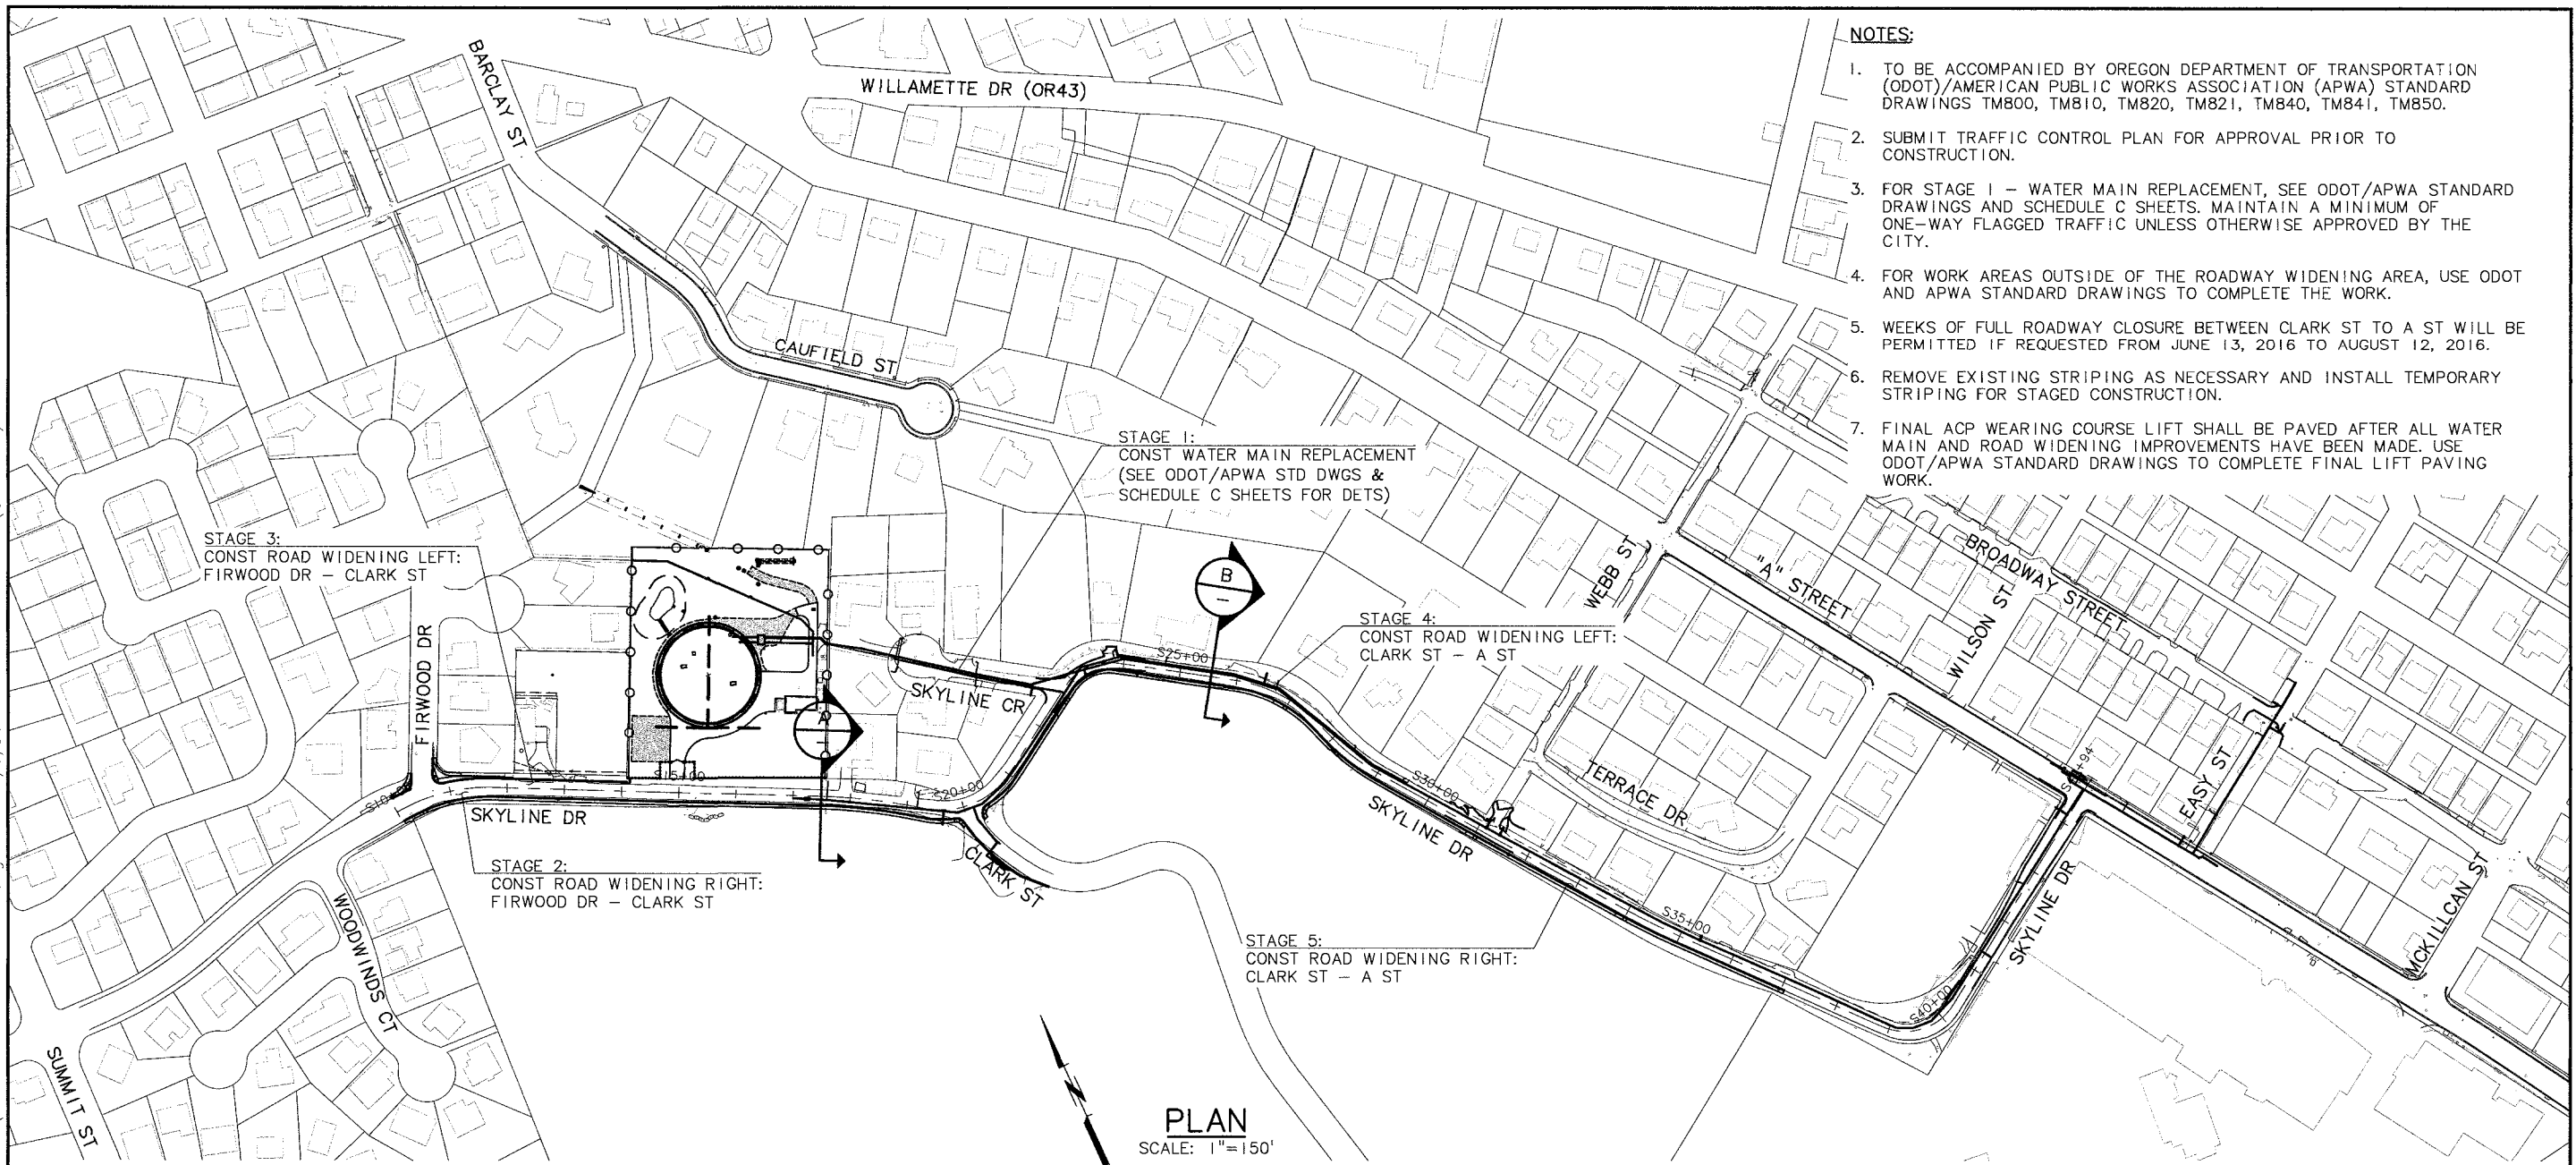 NOTES:
1. TO BE ACCOMPANIED BY OREGON DEPARTMENT OF TRANSPORTATION
(ODOT)/AMERICAN PUBLIC WORKS ASSOCIATION (APWA) STANDARD
DRAWINGS TM800, TM810, TM820, TM821, TM840, TM841, TM850.
2. SUBMIT TRAFFIC CONTROL PLAN FOR APPROVAL PRIOR TO
CONSTRUCTION.
3. FOR STAGE 1 – WATER MAIN REPLACEMENT, SEE ODOT/APWA STANDARD
DRAWINGS AND SCHEDULE C SHEETS. MAINTAIN A MINIMUM OF
ONE-WAY FLAGGED TRAFFIC UNLESS OTHERWISE APPROVED BY THE
CITY.
4. FOR WORK AREAS OUTSIDE OF THE ROADWAY WIDENING AREA, USE ODOT
AND APWA STANDARD DRAWINGS TO COMPLETE THE WORK.
5. WEEKS OF FULL ROADWAY CLOSURE BETWEEN CLARK ST TO A ST WILL BE
PERMITTED IF REQUESTED FROM JUNE 13, 2016 TO AUGUST 12, 2016.
6. REMOVE EXISTING STRIPING AS NECESSARY AND INSTALL TEMPORARY
STRIPING FOR STAGED CONSTRUCTION.
7. FINAL ACP WEARING COURSE LIFT SHALL BE PAVED AFTER ALL WATER
MAIN AND ROAD WIDENING IMPROVEMENTS HAVE BEEN MADE. USE
ODOT/APWA STANDARD DRAWINGS TO COMPLETE FINAL LIFT PAVING
WORK.
BARCLAY ST
WILLAMETTE DR (OR43)
CAUFIELD ST
STAGE 1:
CONST WATER MAIN REPLACEMENT
(SEE ODOT/APWA STD DWGS &
SCHEDULE C SHEETS FOR DETS)
STAGE 3:
CONST ROAD WIDENING LEFT:
FIRWOOD DR – CLARK ST
FIRWOOD DR
B
A
WEBB ST
"A" STREET
WILSON ST
BROADWAY STREET
STAGE 4:
CONST ROAD WIDENING LEFT:
CLARK ST – A ST
SKYLINE CR
S25+00
S15+00
S20+00
S30+00
S35+00
S40+00
SKYLINE DR
SKYLINE DR
SKYLINE DR
TERRACE DR
EASY ST
MCKILLCAN ST
CLARK ST
STAGE 2:
CONST ROAD WIDENING RIGHT:
FIRWOOD DR – CLARK ST
STAGE 5:
CONST ROAD WIDENING RIGHT:
CLARK ST – A ST
WOODWINDS CT
SUMMIT ST
N
PLAN
SCALE: 1"=150'